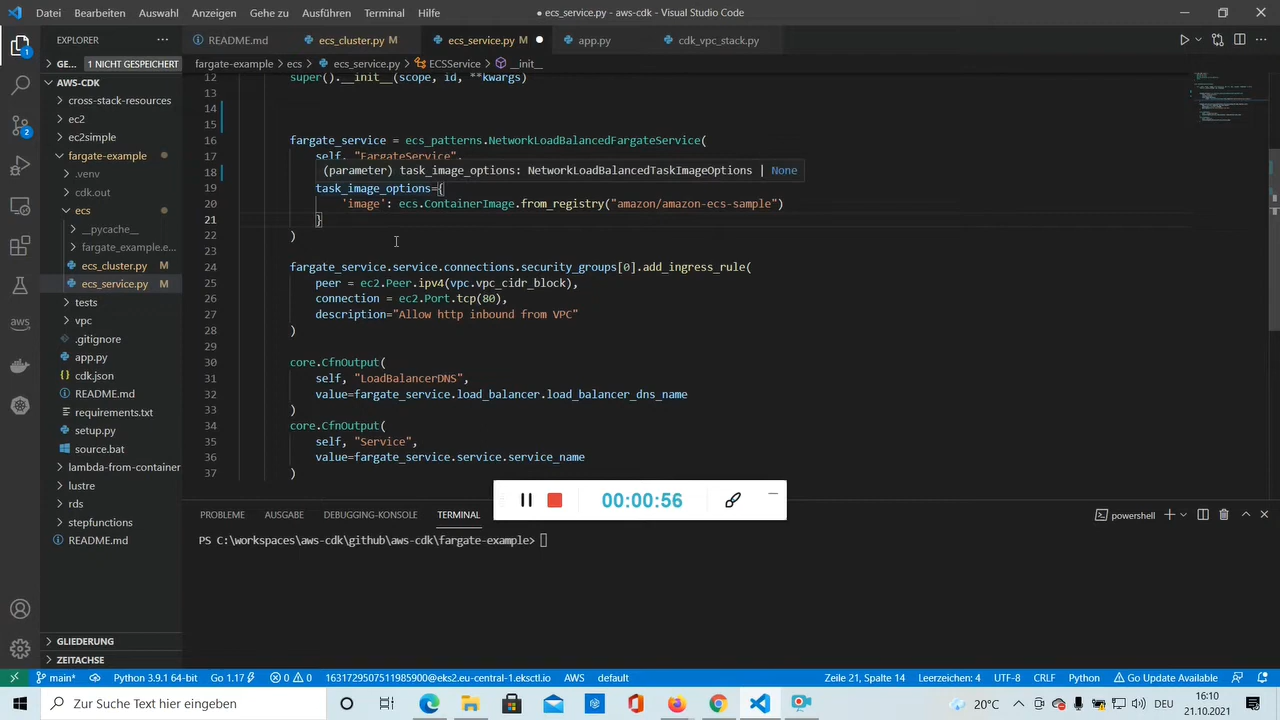 Datei Bearbeiten Auswahl Anzeigen Gehe zu Ausführen Terminal Hilfe ● ecs_service.py - aws-cdk - Visual Studio Code
EXPLORER
README.md ecs_cluster.py M ecs_service.py M app.py cdk_vpc_stack.py
GE... 1 NICHT GESPEICHERT
fargate-example > ecs > ecs_service.py > ECSService > __init__
AWS-CDK
cross-stack-resources
ec2
ec2simple
fargate-example
.venv
cdk.out
ecs
__pycache__
fargate_example.e...
ecs_cluster.py M
ecs_service.py M
tests
vpc
.gitignore
app.py
cdk.json
README.md
requirements.txt
setup.py
source.bat
lambda-from-container
lustre
rds
stepfunctions
README.md
GLIEDERUNG
ZEITACHSE
1
2
12 super().__init__(scope, id, **kwargs)
13
14
15
16 fargate_service = ecs_patterns.NetworkLoadBalancedFargateService(
17 self, "FargateService",
18 (parameter) task_image_options: NetworkLoadBalancedTaskImageOptions | None
19 task_image_options={
20 'image': ecs.ContainerImage.from_registry("amazon/amazon-ecs-sample")
21 }
22 )
23
24 fargate_service.service.connections.security_groups[0].add_ingress_rule(
25 peer = ec2.Peer.ipv4(vpc.vpc_cidr_block),
26 connection = ec2.Port.tcp(80),
27 description="Allow http inbound from VPC"
28 )
29
30 core.CfnOutput(
31 self, "LoadBalancerDNS",
32 value=fargate_service.load_balancer.load_balancer_dns_name
33 )
34 core.CfnOutput(
35 self, "Service",
36 value=fargate_service.service.service_name
37 )
00:00:56
PROBLEME AUSGABE DEBUGGING-KONSOLE TERMINAL powershell
PS C:\workspaces\aws-cdk\github\aws-cdk\fargate-example>
main* Python 3.9.1 64-bit Go 1.17 0 0 1631729507511985900@eks2.eu-central-1.eksctl.io AWS default Zeile 21, Spalte 14 Leerzeichen: 4 UTF-8 CRLF Python Go Update Available
Zur Suche Text hier eingeben 20°C DEU 16:10
21.10.2021